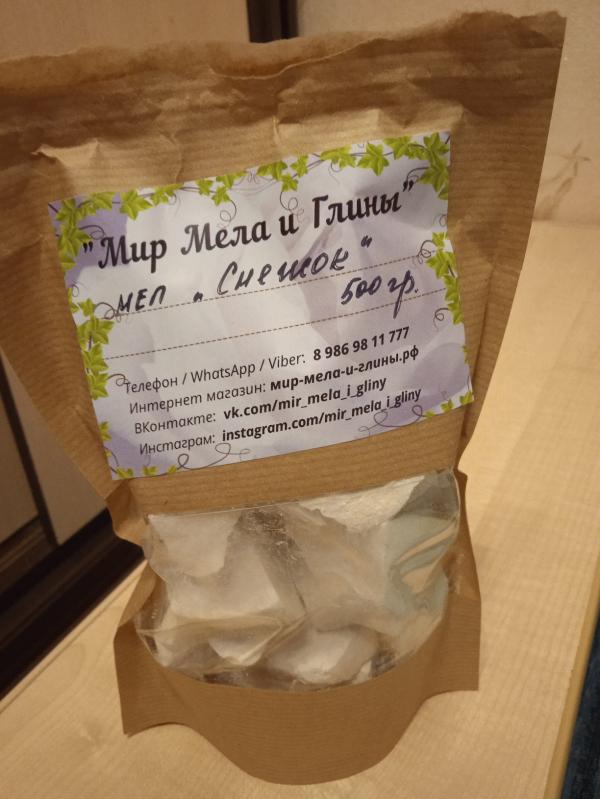 "Мир Мела и Глины"
мел „Снежок"
500 гр.
Телефон / WhatsApp / Viber: 8 986 98 11 777
Интернет магазин: мир-мела-и-глины.рф
ВКонтакте: vk.com/mir_mela_i_gliny
Инстаграм: instagram.com/mir_mela_i_gliny